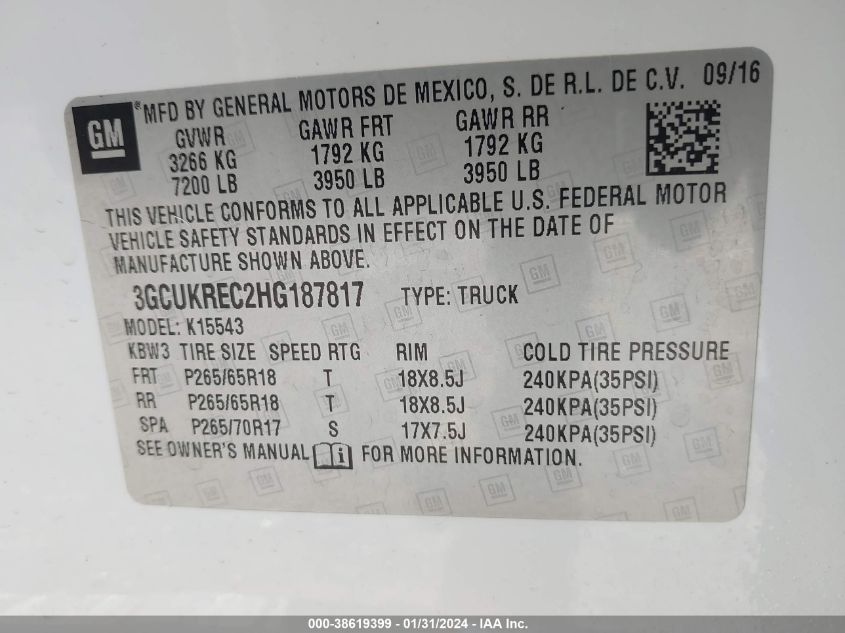 GM
®MFD BY GENERAL MOTORS DE MEXICO, S. DE R.L. DE C.V. 09/16
GVWR GAWR FRT GAWR RR
3266 KG 1792 KG 1792 KG
7200 LB 3950 LB 3950 LB
THIS VEHICLE CONFORMS TO ALL APPLICABLE U.S. FEDERAL MOTOR
VEHICLE SAFETY STANDARDS IN EFFECT ON THE DATE OF
MANUFACTURE SHOWN ABOVE.
3GCUKREC2HG187817 TYPE: TRUCK
MODEL: K15543
KBW3 TIRE SIZE SPEED RTG RIM COLD TIRE PRESSURE
FRT P265/65R18 T 18X8.5J 240KPA(35PSI)
RR P265/65R18 T 18X8.5J 240KPA(35PSI)
SPA P265/70R17 S 17X7.5J 240KPA(35PSI)
SEE OWNER'S MANUAL i FOR MORE INFORMATION.
000-38619399 - 01/31/2024 - IAA Inc.